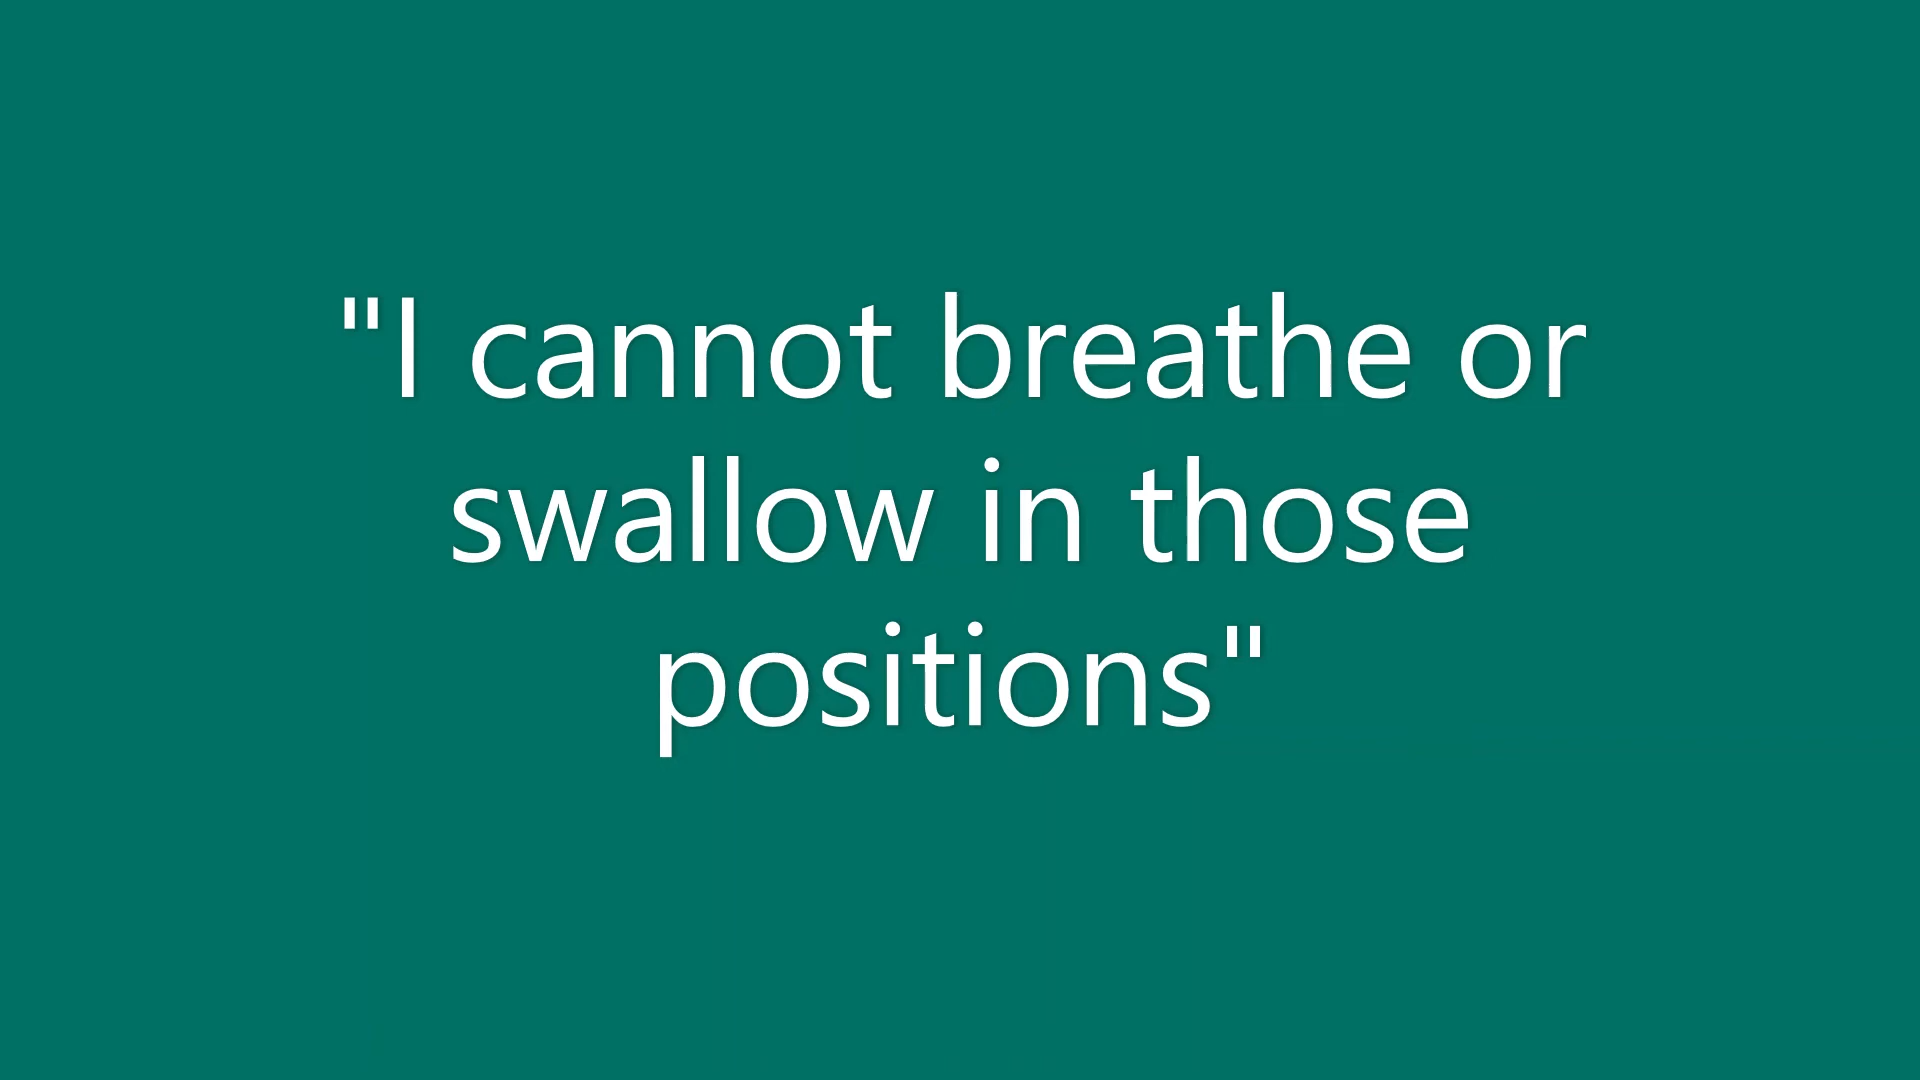 "I cannot breathe or
swallow in those
positions"